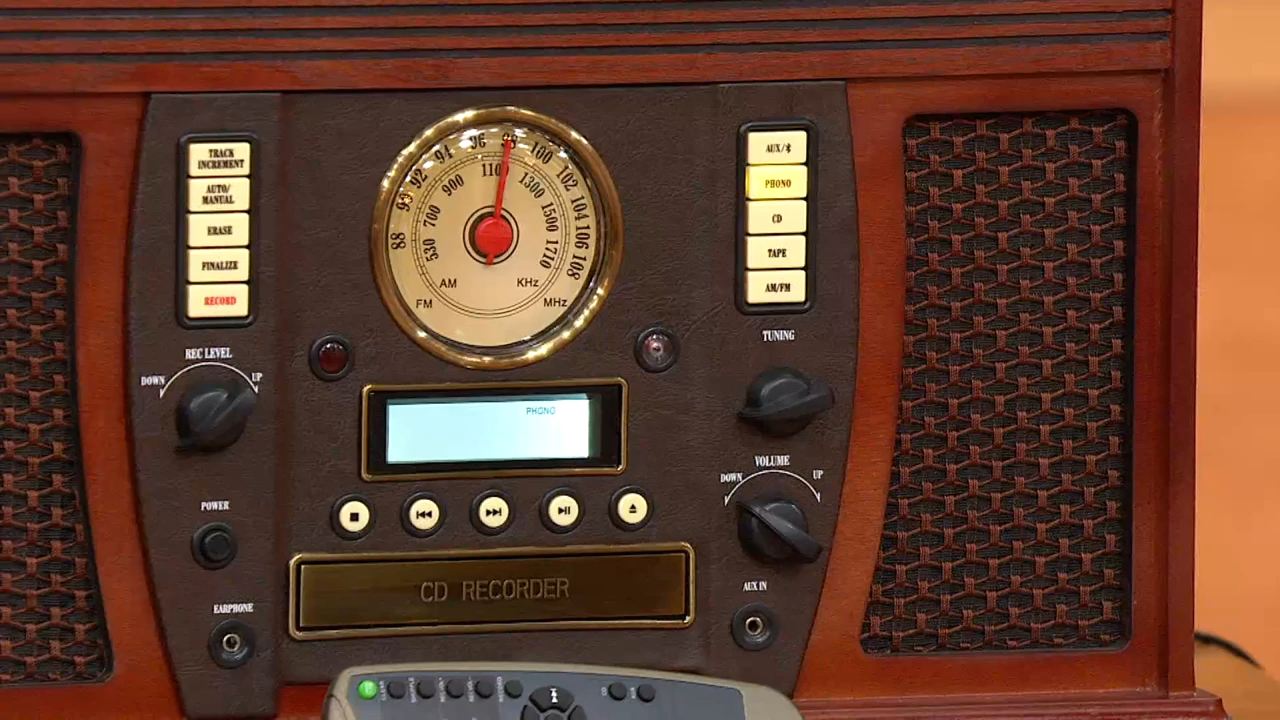 TRACK
INCREMENT
AUTO/
MANUAL
ERASE
FINALIZE
RECORD
REC LEVEL
DOWN
UP
POWER
EARPHONE
88
90
92
94
96
98
100
102
104
106
108
530
700
900
1100
1300
1500
1710
AM
KHz
FM
MHz
PHONO
CD RECORDER
AUX/
PHONO
CD
TAPE
AM/FM
TUNING
VOLUME
DOWN
UP
AUX IN